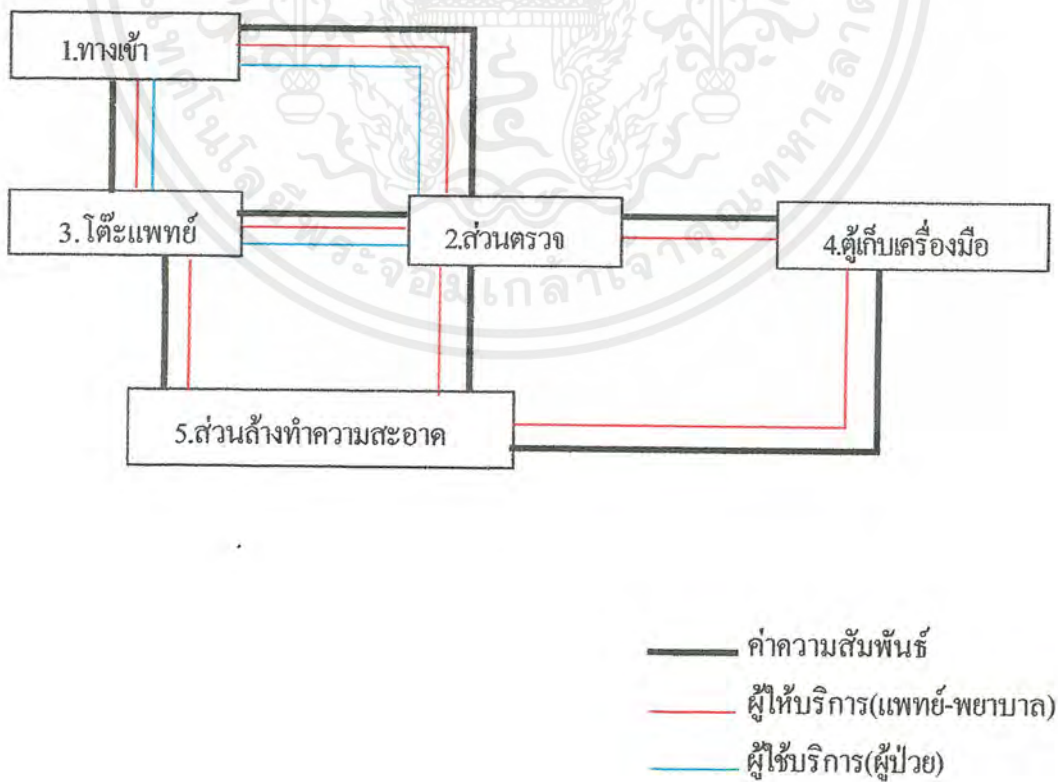 1.ทางเข้า
3. โต๊ะแพทย์
2.ส่วนตรวจ
4.ตู้เก็บเครื่องมือ
5.ส่วนล้างทำความสะอาด
ค่าความสัมพันธ์
ผู้ให้บริการ(แพทย์-พยาบาล)
ผู้ใช้บริการ(ผู้ป่วย)